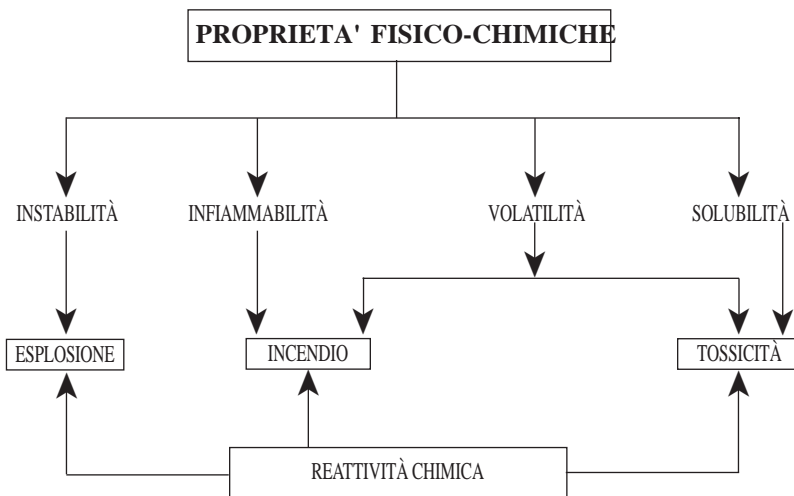 PROPRIETA' FISICO-CHIMICHE
INSTABILITÀ INFIAMMABILITÀ VOLATILITÀ SOLUBILITÀ
ESPLOSIONE INCENDIO TOSSICITÀ
REATTIVITÀ CHIMICA